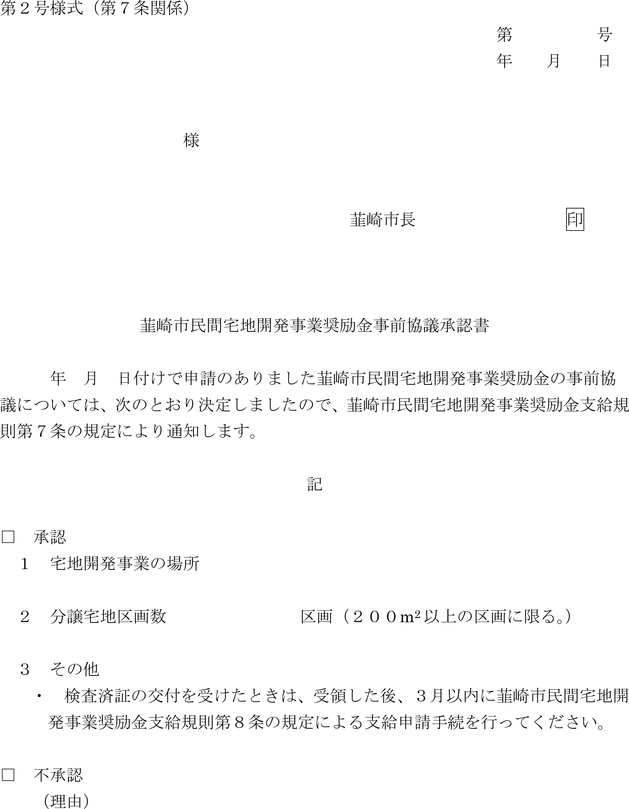 第２号様式（第７条関係）
第　　　　　号
年　　月　　日
様
韮崎市長　　　　　　　　　印
韮崎市民間宅地開発事業奨励金事前協議承認書
年　月　日付けで申請のありました韮崎市民間宅地開発事業奨励金の事前協
議については、次のとおり決定しましたので、韮崎市民間宅地開発事業奨励金支給規
則第７条の規定により通知します。
記
□　承認
１　宅地開発事業の場所
２　分譲宅地区画数　　　　　　　　区画（２００m²以上の区画に限る。）
３　その他
・　検査済証の交付を受けたときは、受領した後、３月以内に韮崎市民間宅地開
発事業奨励金支給規則第８条の規定による支給申請手続を行ってください。
□　不承認
（理由）